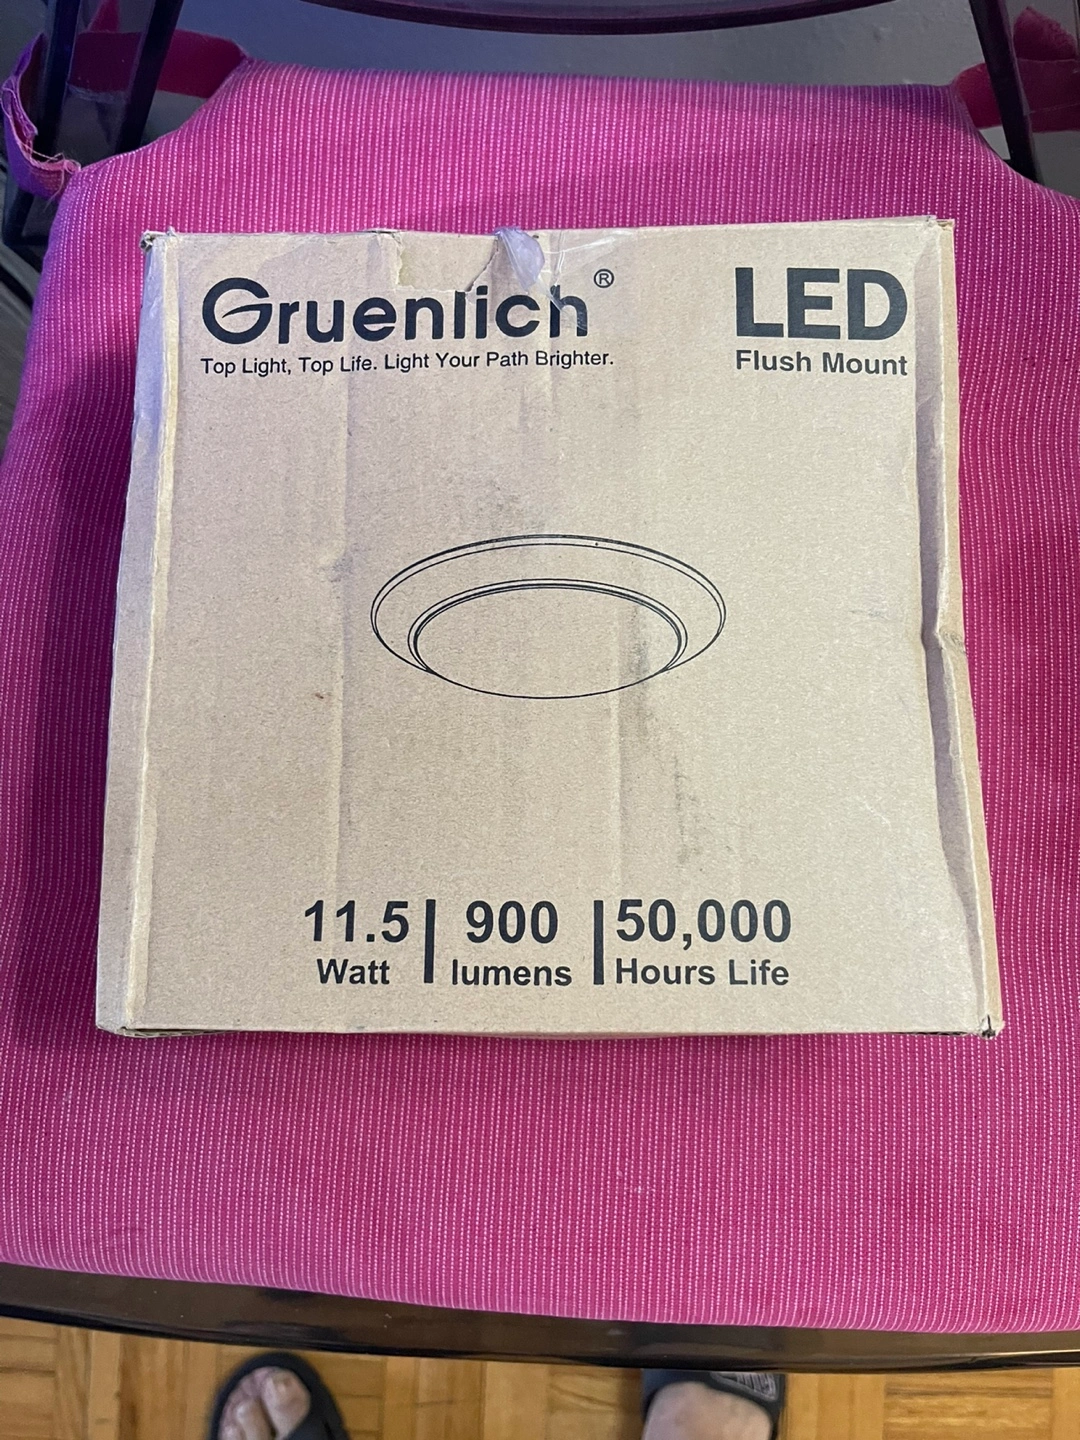 Gruenlich®
Top Light, Top Life. Light Your Path Brighter.
LED
Flush Mount
11.5
Watt
900
lumens
50,000
Hours Life